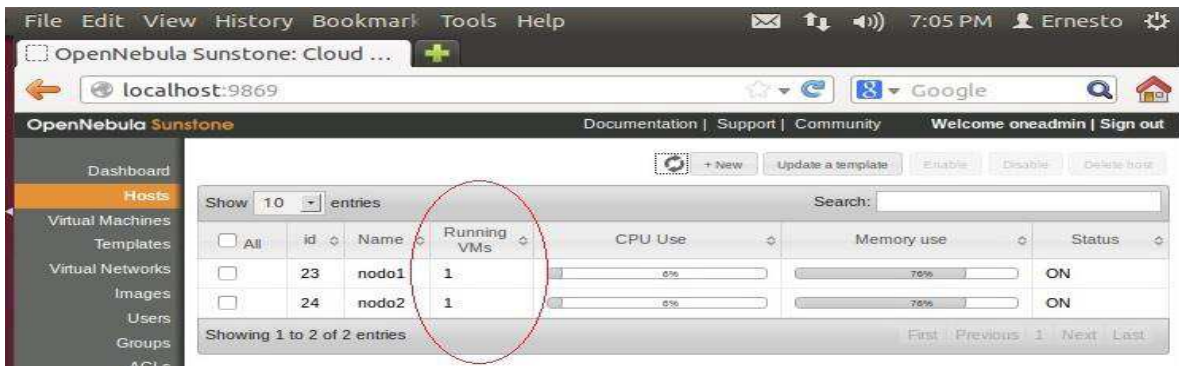 File Edit View History Bookmark Tools Help 7:05 PM Ernesto
OpenNebula Sunstone: Cloud ...
localhost:9869 Google
OpenNebula Sunstone Documentation | Support | Community Welcome oneadmin | Sign out
+ New Update a template Enable Disable Delete host
Dashboard
Hosts
Virtual Machines
Templates
Virtual Networks
Images
Users
Groups
ACLs
Show 10 entries Search:
All id Name Running VMs CPU Use Memory use Status
23 nodo1 1 6% 76% ON
24 nodo2 1 6% 76% ON
Showing 1 to 2 of 2 entries First Previous 1 Next Last